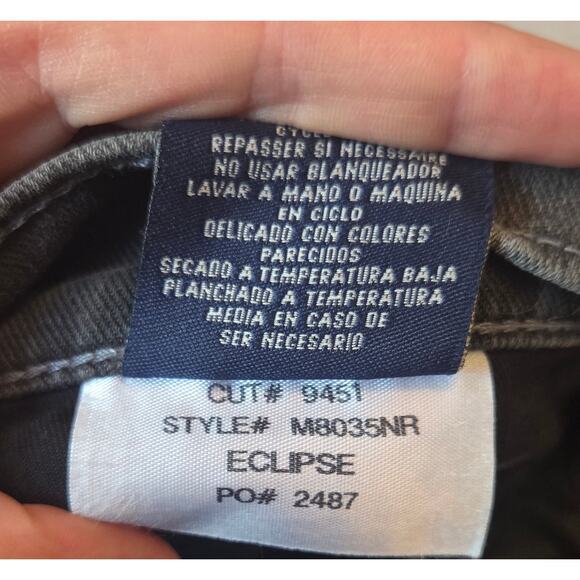 CYCLE
REPASSER SI NECESSAIRE
NO USAR BLANQUEADOR
LAVAR A MANO O MAQUINA
EN CICLO
DELICADO CON COLORES
PARECIDOS
SECADO A TEMPERATURA BAJA
PLANCHADO A TEMPERATURA
MEDIA EN CASO DE
SER NECESARIO
CUT# 9451
STYLE# M8035NR
ECLIPSE
PO# 2487